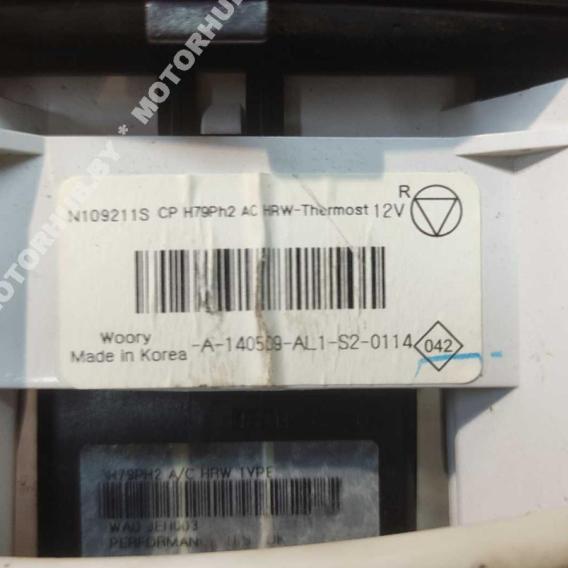 MOTORHUB.BY * MOTORHUB
N109211S CP H79Ph2 AC HRW-Thermost 12V R
Woory -A-140509-AL1-S2-0114 042
Made in Korea
H79PH2 A/C HRW TYPE
PERFORMAN